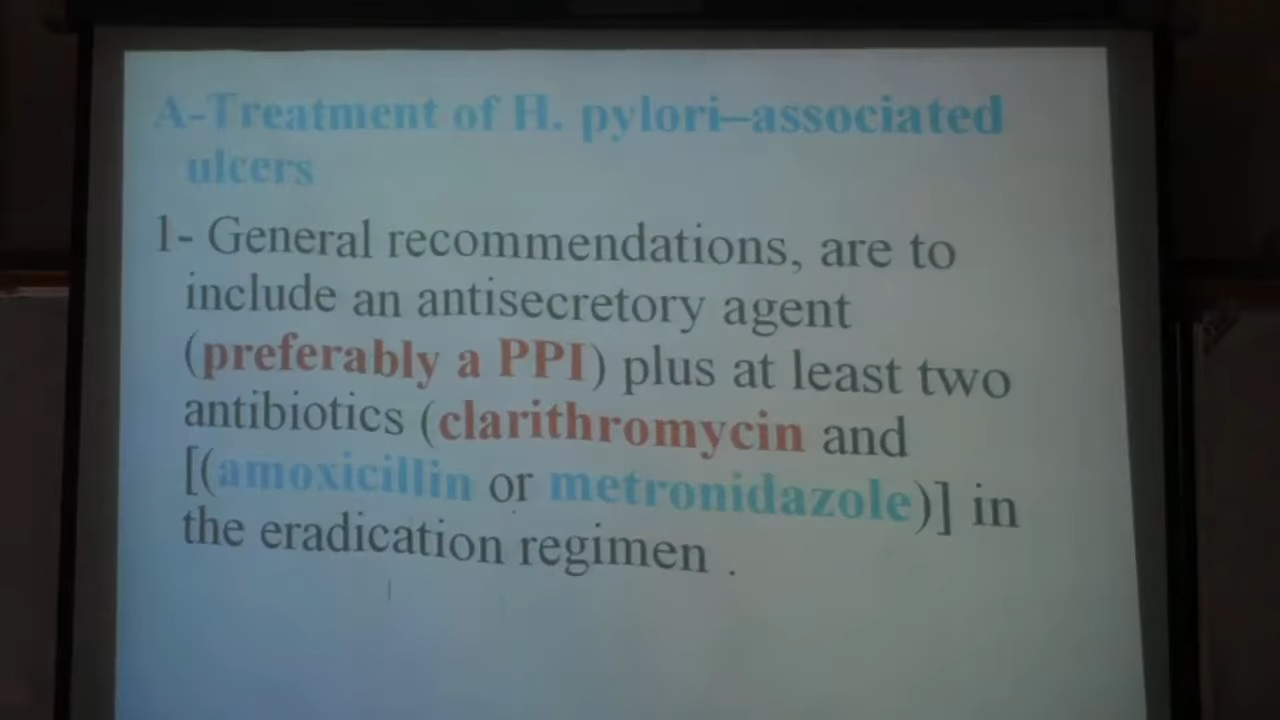 A-Treatment of H. pylori–associated
ulcers
1- General recommendations, are to
include an antisecretory agent
(preferably a PPI) plus at least two
antibiotics (clarithromycin and
[(amoxicillin or metronidazole)] in
the eradication regimen .